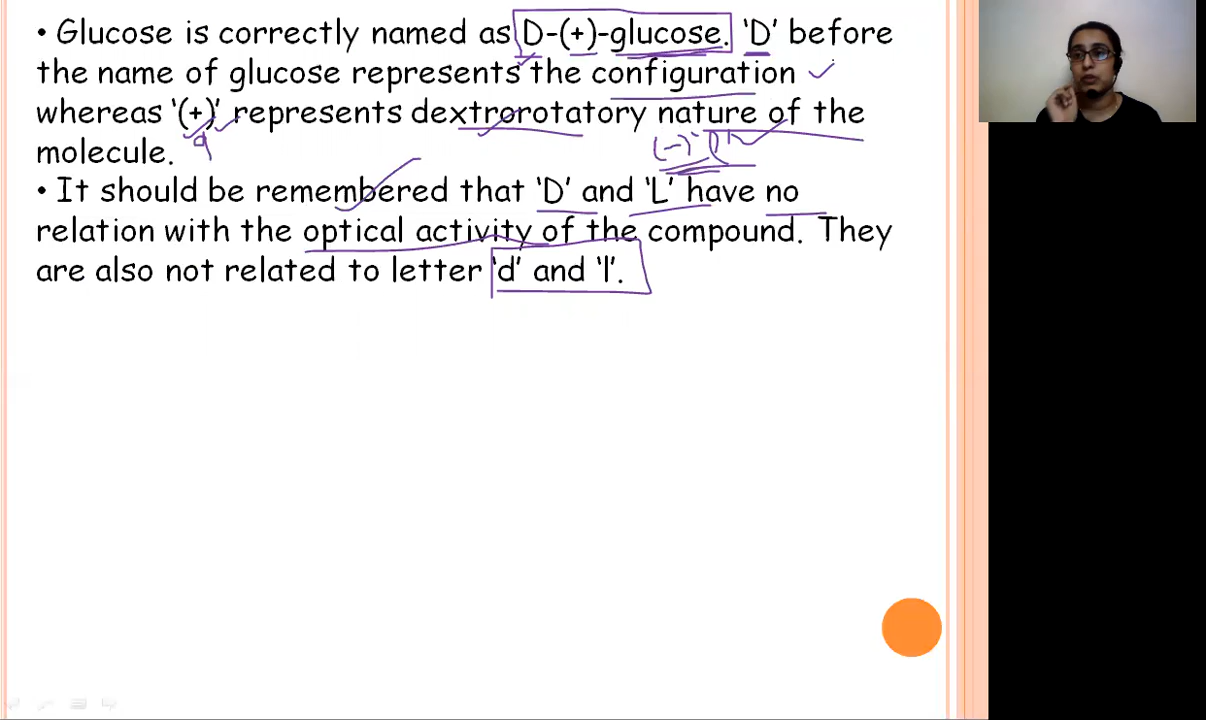 • Glucose is correctly named as D-(+)-glucose. ‘D’ before
the name of glucose represents the configuration
whereas ‘(+)’ represents dextrorotatory nature of the
(-)
molecule.
• It should be remembered that ‘D’ and ‘L’ have no
relation with the optical activity of the compound. They
are also not related to letter ‘d’ and ‘l’.